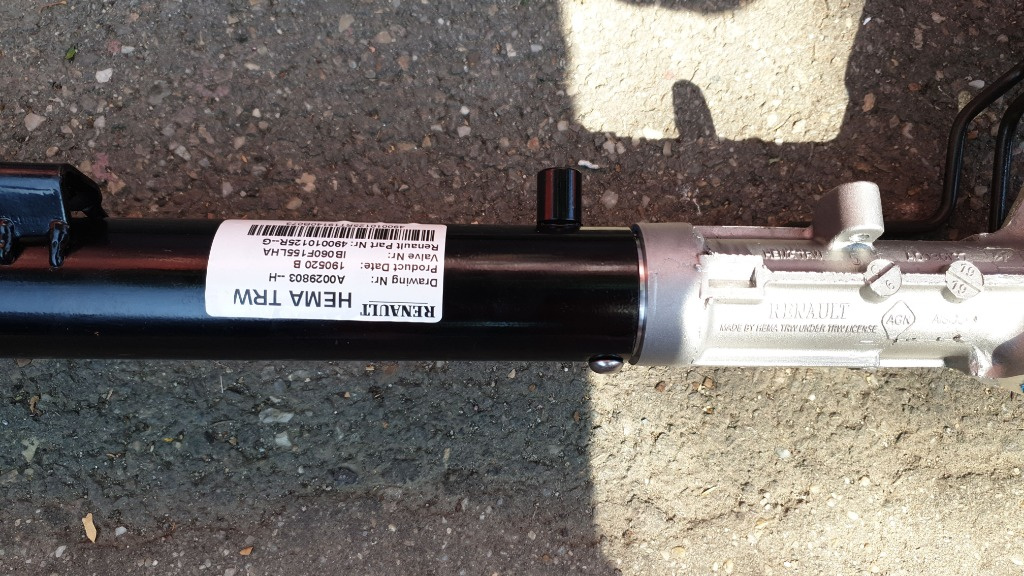 RENAULT
HEMA TRW
Drawing Nr: A0029803 -H-
Product Date: 190520 B
Valve Nr: IB060F125LHA
Renault Part Nr: 490010125R--G
RENAULT
MADE BY HEMA TRW UNDER TRW LICENSE
AGK
6
19
19